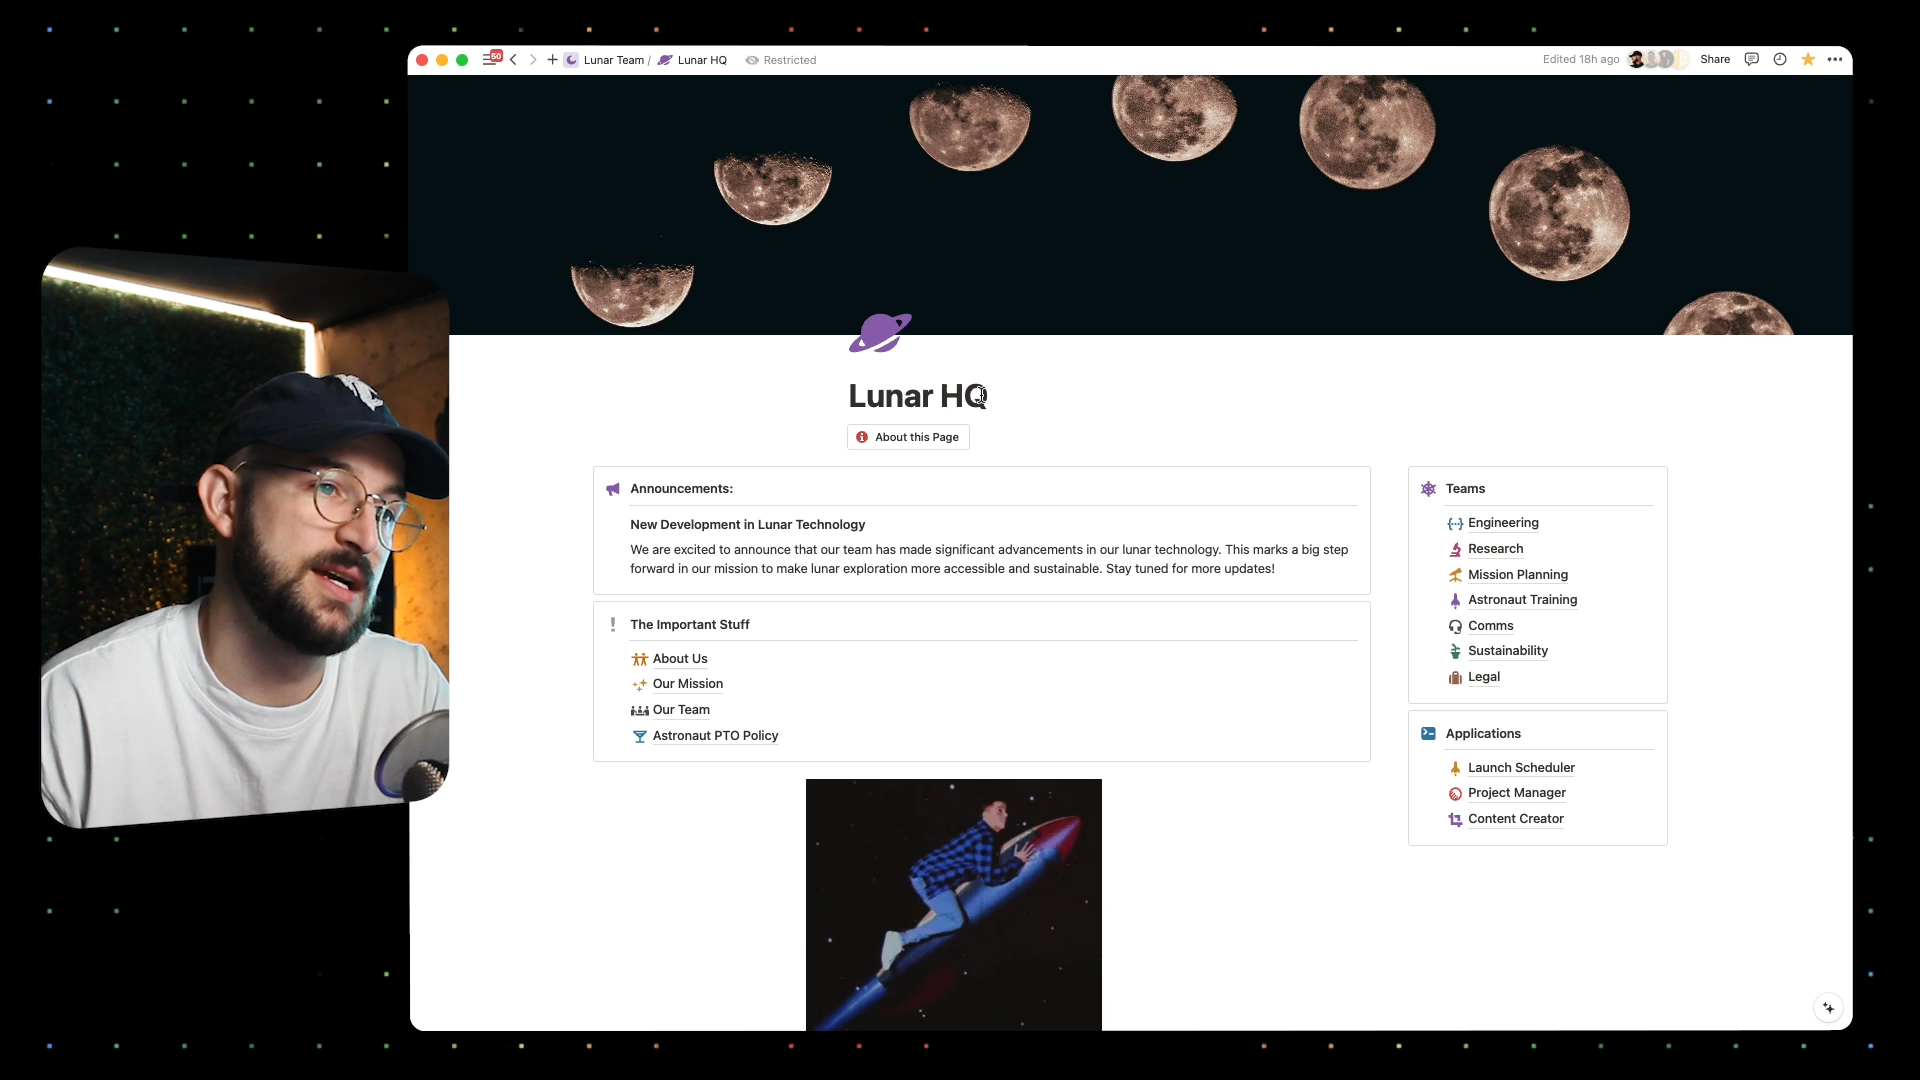 50
Lunar Team / Lunar HQ Restricted
Edited 18h ago Share
Lunar HQ
About this Page
Announcements:
New Development in Lunar Technology
We are excited to announce that our team has made significant advancements in our lunar technology. This marks a big step
forward in our mission to make lunar exploration more accessible and sustainable. Stay tuned for more updates!
The Important Stuff
About Us
Our Mission
Our Team
Astronaut PTO Policy
Teams
Engineering
Research
Mission Planning
Astronaut Training
Comms
Sustainability
Legal
Applications
Launch Scheduler
Project Manager
Content Creator